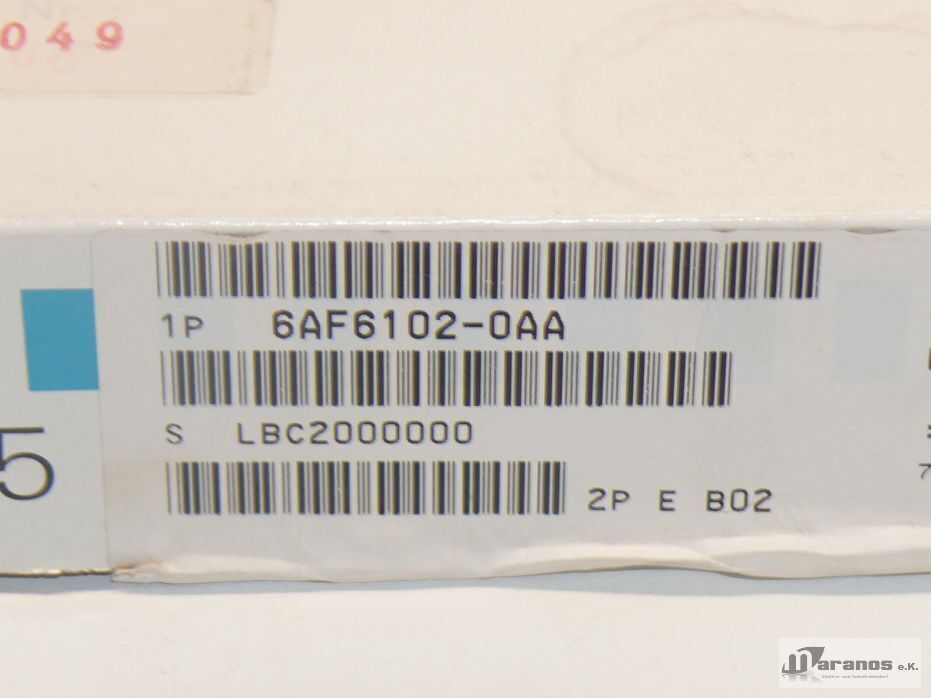 049
1P 6AF6102-0AA
S LBC2000000
5
2P E B02
7
Maranos e.K.